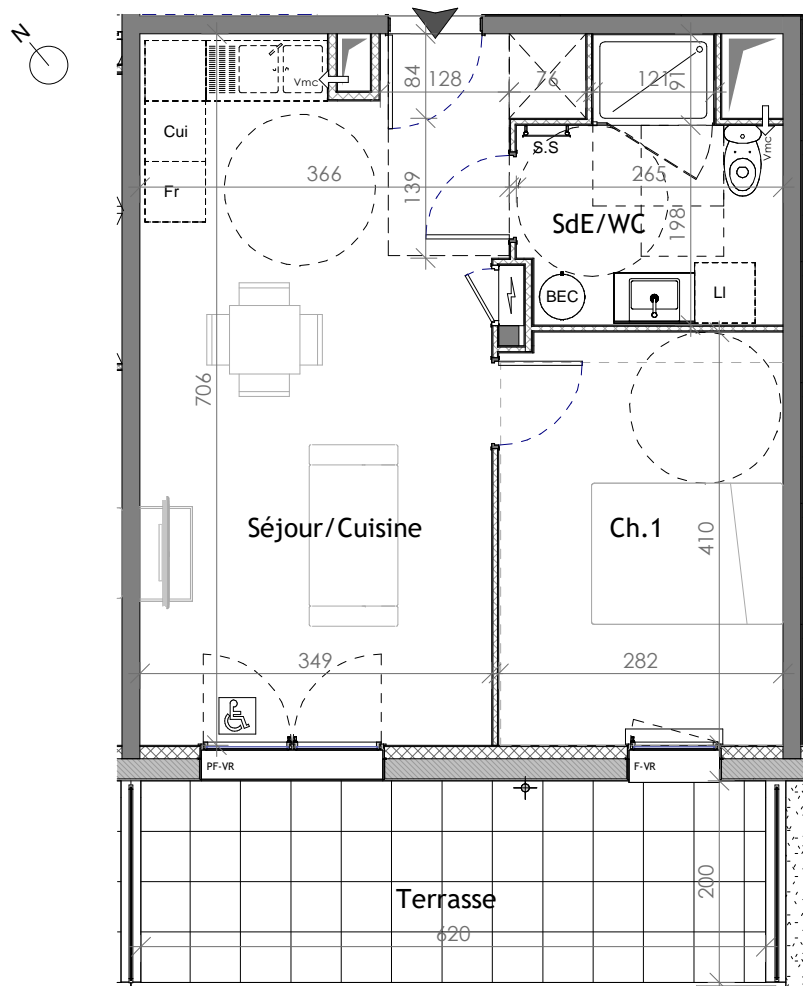 N
84
128
76
121
91
Vmc
Cui
Vmc
S.S
Fr
366
139
265
SdE/WC
198
BEC
LI
706
Séjour/Cuisine
Ch.1
410
349
282
PF-VR
F-VR
200
Terrasse
620